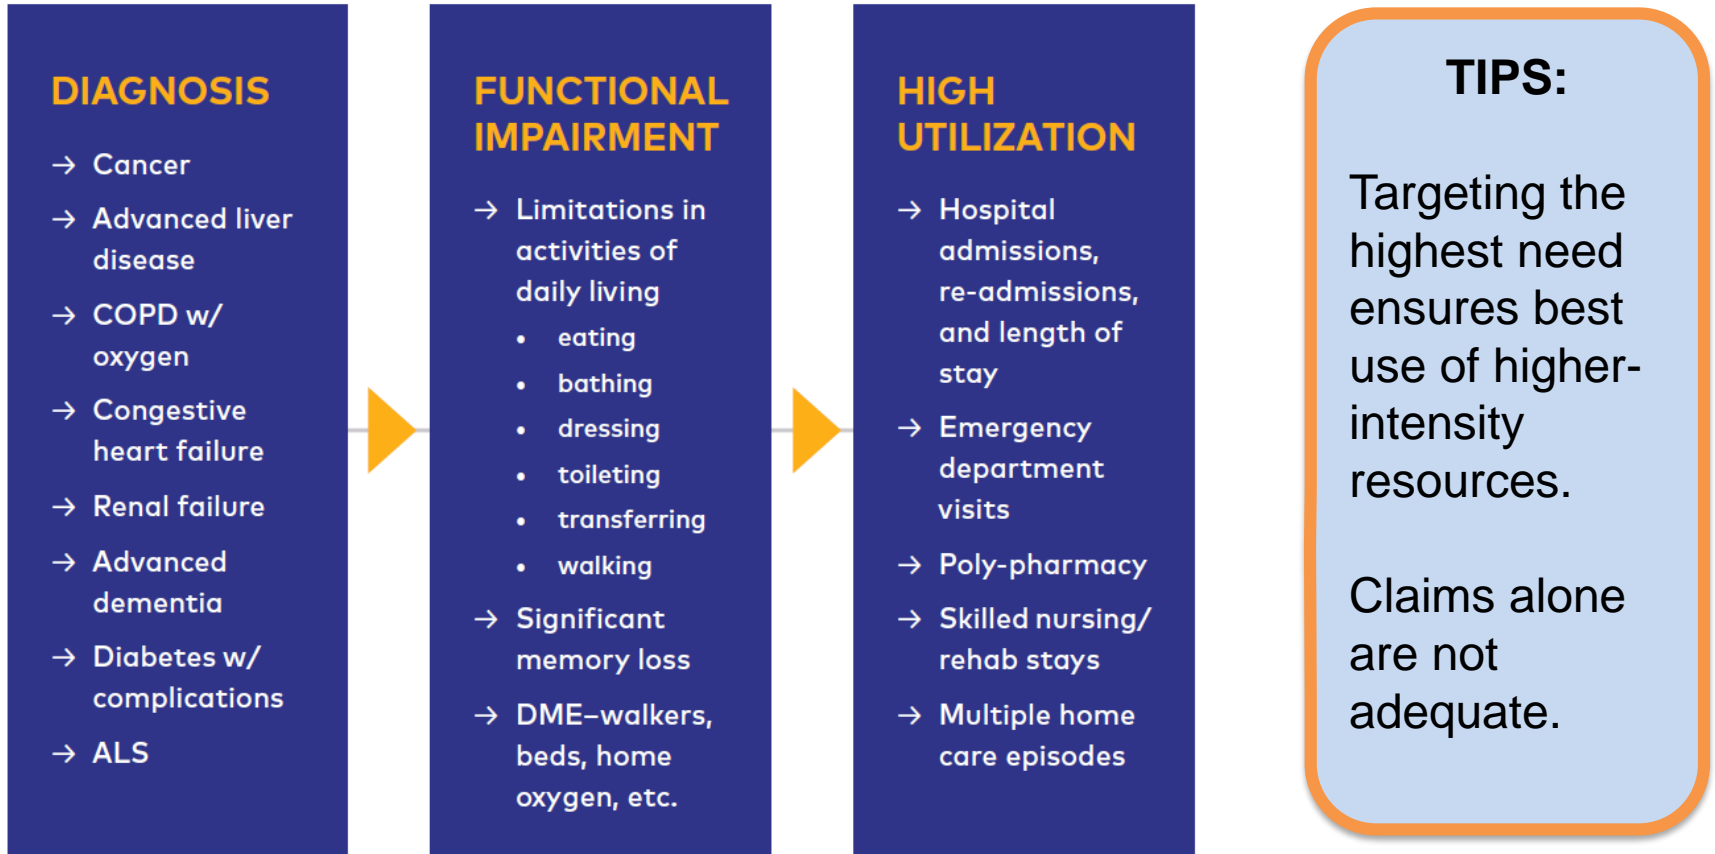 DIAGNOSIS
→ Cancer
→ Advanced liver
disease
→ COPD w/
oxygen
→ Congestive
heart failure
→ Renal failure
→ Advanced
dementia
→ Diabetes w/
complications
→ ALS
FUNCTIONAL
IMPAIRMENT
→ Limitations in
activities of
daily living
• eating
• bathing
• dressing
• toileting
• transferring
• walking
→ Significant
memory loss
→ DME–walkers,
beds, home
oxygen, etc.
HIGH
UTILIZATION
→ Hospital
admissions,
re-admissions,
and length of
stay
→ Emergency
department
visits
→ Poly-pharmacy
→ Skilled nursing/
rehab stays
→ Multiple home
care episodes
TIPS:
Targeting the
highest need
ensures best
use of higher-
intensity
resources.
Claims alone
are not
adequate.